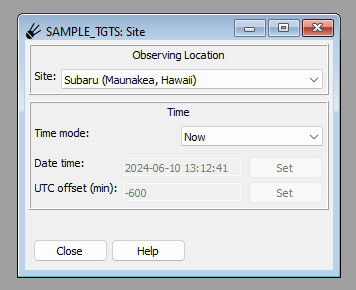 SAMPLE_TGTS: Site
Observing Location
Site: Subaru (Maunakea, Hawaii)
Time
Time mode: Now
Date time: 2024-06-10 13:12:41 Set
UTC offset (min): -600 Set
Close Help